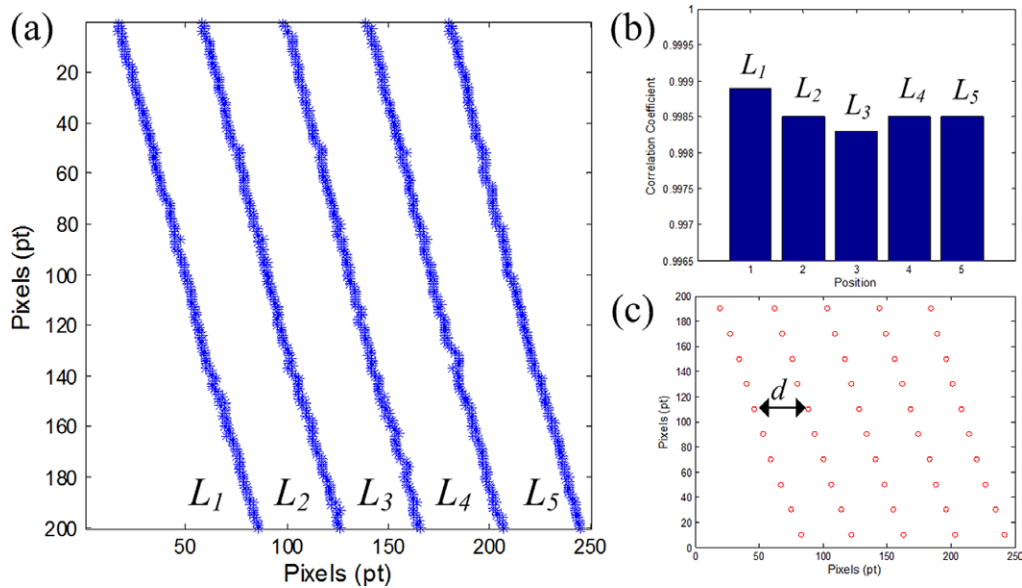 (a)
20
40
60
80
100
120
140
160
180
200
Pixels (pt)
L1 L2 L3 L4 L5
50 100 150 200 250
Pixels (pt)
(b)
0.999
0.9995
0.999
0.9985
0.998
0.9975
0.997
0.9965
Correlation Coefficient
L1 L2 L3 L4 L5
1 2 3 4 5
Position
(c)
200
180
160
140
120
100
80
60
40
20
0
Pixels (pt)
d
0 50 100 150 200 250
Pixels (pt)